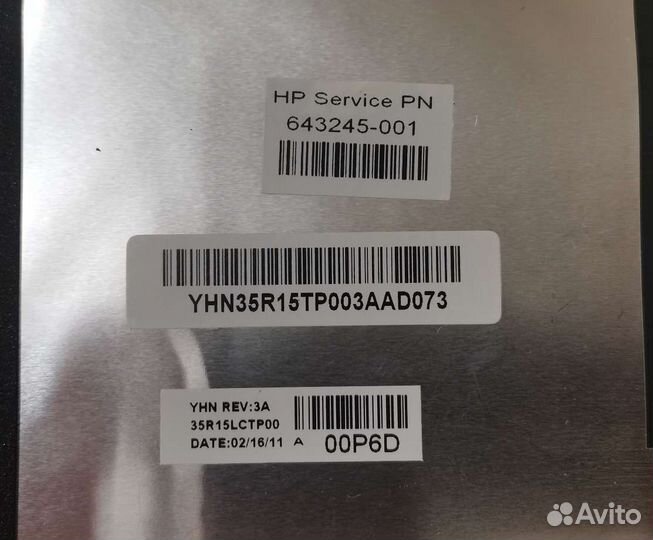 HP Service PN
643245-001
YHN35R15TP003AAD073
YHN REV:3A
35R15LCTP00
DATE:02/16/11 A 00P6D
Avito